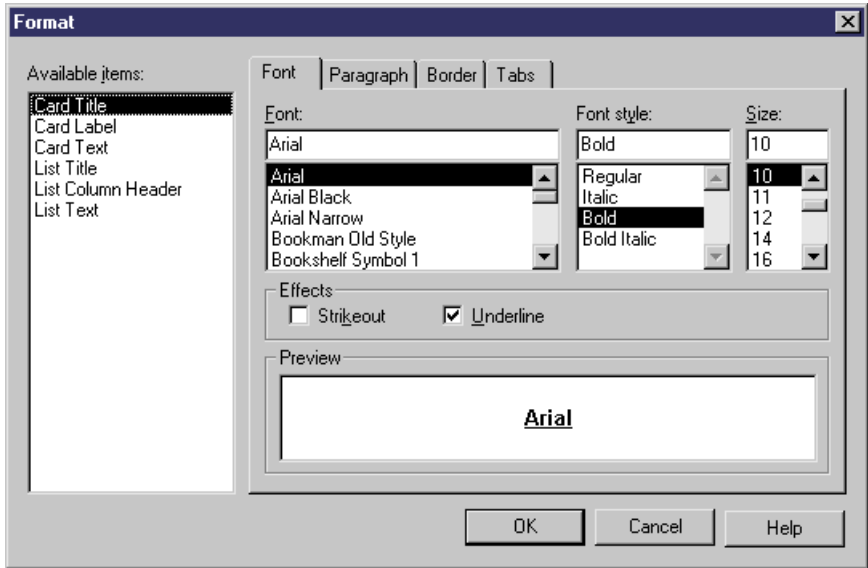 Format
Available items:
Card Title
Card Label
Card Text
List Title
List Column Header
List Text
Font
Paragraph
Border
Tabs
Font:
Arial
Arial
Arial Black
Arial Narrow
Bookman Old Style
Bookshelf Symbol 1
Font style:
Bold
Regular
Italic
Bold
Bold Italic
Size:
10
10
11
12
14
16
Effects
Strikeout
Underline
Preview
Arial
OK
Cancel
Help